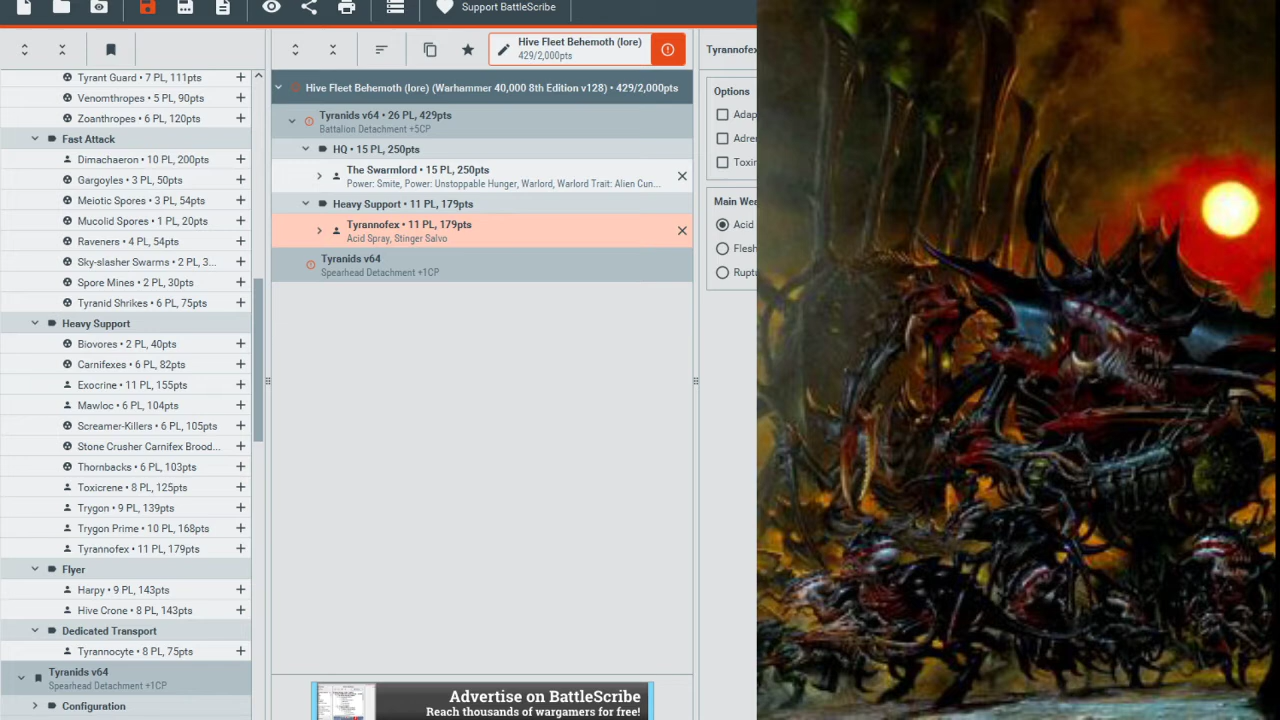 Support BattleScribe
Tyrant Guard • 7 PL, 111pts
Venomthropes • 5 PL, 90pts
Zoanthropes • 6 PL, 120pts
Fast Attack
Dimachaeron • 10 PL, 200pts
Gargoyles • 3 PL, 50pts
Meiotic Spores • 3 PL, 54pts
Mucolid Spores • 1 PL, 20pts
Raveners • 4 PL, 54pts
Sky-slasher Swarms • 2 PL, 3...
Spore Mines • 2 PL, 30pts
Tyranid Shrikes • 6 PL, 75pts
Heavy Support
Biovores • 2 PL, 40pts
Carnifexes • 6 PL, 82pts
Exocrine • 11 PL, 155pts
Mawloc • 6 PL, 104pts
Screamer-Killers • 6 PL, 105pts
Stone Crusher Carnifex Brood...
Thornbacks • 6 PL, 103pts
Toxicrene • 8 PL, 125pts
Trygon • 9 PL, 139pts
Trygon Prime • 10 PL, 168pts
Tyrannofex • 11 PL, 179pts
Flyer
Harpy • 9 PL, 143pts
Hive Crone • 8 PL, 143pts
Dedicated Transport
Tyrannocyte • 8 PL, 75pts
Tyranids v64
Spearhead Detachment +1CP
Configuration
Hive Fleet Behemoth (lore)
429/2,000pts
Hive Fleet Behemoth (lore) (Warhammer 40,000 8th Edition v128) • 429/2,000pts
Tyranids v64 • 26 PL, 429pts
Battalion Detachment +5CP
HQ • 15 PL, 250pts
The Swarmlord • 15 PL, 250pts
Power: Smite, Power: Unstoppable Hunger, Warlord, Warlord Trait: Alien Cun...
Heavy Support • 11 PL, 179pts
Tyrannofex • 11 PL, 179pts
Acid Spray, Stinger Salvo
Tyranids v64
Spearhead Detachment +1CP
Advertise on BattleScribe
Reach thousands of wargamers for free!
Tyrannofex
Options
Adap
Adre
Toxi
Main Wea
Acid
Flesh
Ruptu